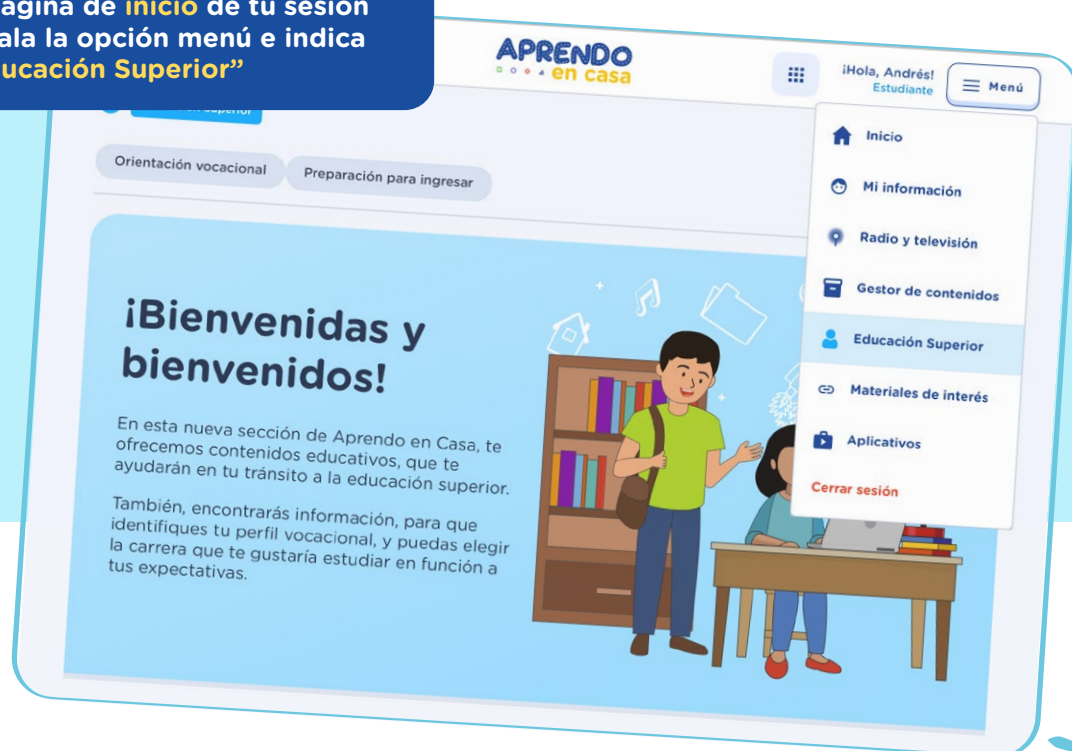 de inicio de tu sesión
la opción menú e indica
Superior”
APRENDO
en casa
¡Hola, Andrés!
Estudiante
Menú
Inicio
Mi información
Radio y televisión
Gestor de contenidos
Educación Superior
Materiales de interés
Aplicativos
Cerrar sesión
Orientación vocacional
Preparación para ingresar
¡Bienvenidas y
bienvenidos!
En esta nueva sección de Aprendo en Casa, te
ofrecemos contenidos educativos, que te
ayudarán en tu tránsito a la educación superior.
También, encontrarás información, para que
identifiques tu perfil vocacional, y puedas elegir
la carrera que te gustaría estudiar en función a
tus expectativas.